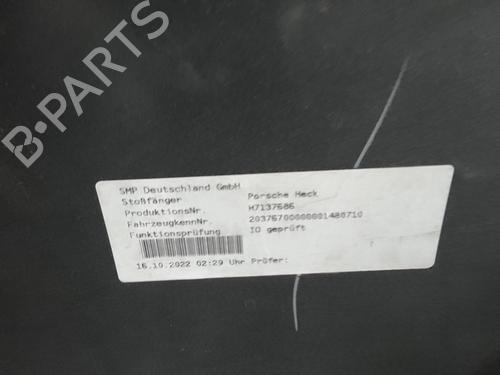 B-PARTS
SMP Deutschland GmbH
Stoßfänger Porsche Heck
ProduktionsNr. H7137686
FahrzeugkennNr. 20376700000001480710
Funktionsprüfung IO geprüft
16.10.2022 02:29 Uhr Prüfer: